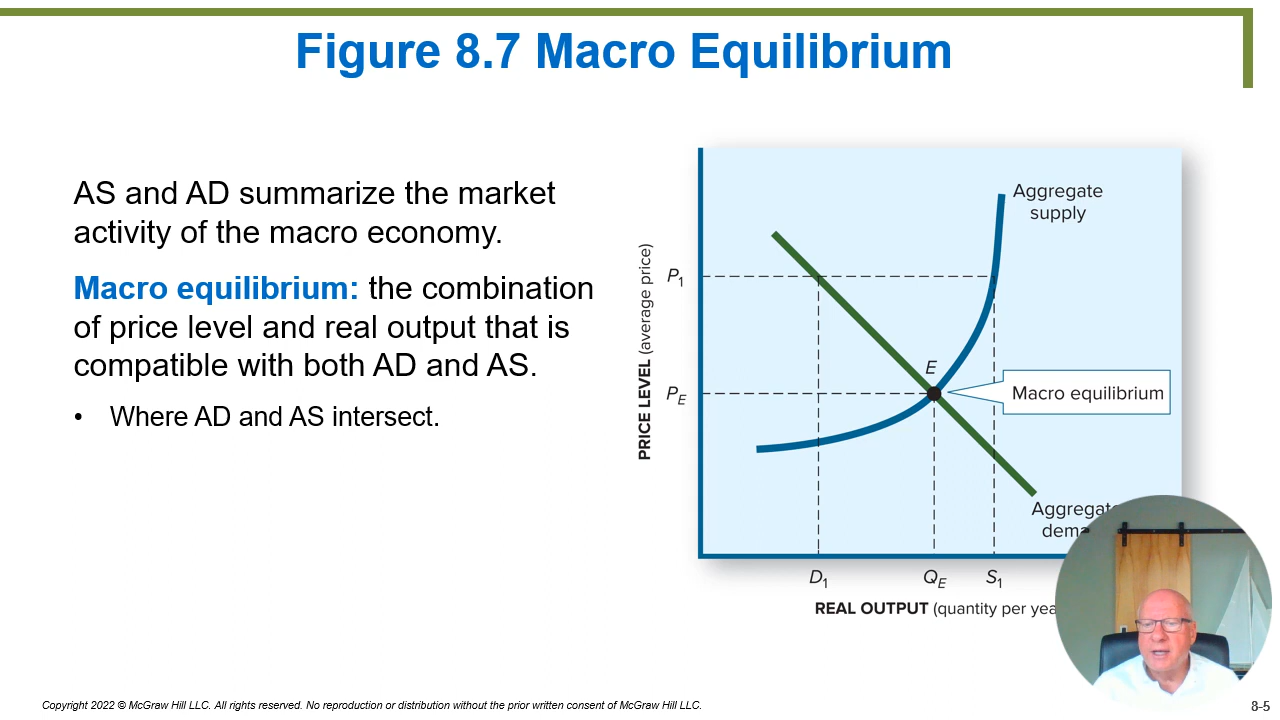 Figure 8.7 Macro Equilibrium
AS and AD summarize the market
activity of the macro economy.
Macro equilibrium: the combination
of price level and real output that is
compatible with both AD and AS.
• Where AD and AS intersect.
PRICE LEVEL (average price)
Aggregate
supply
P1
E
PE
Macro equilibrium
D1
QE
S1
REAL OUTPUT (quantity per
Copyright 2022 © McGraw Hill LLC. All rights reserved. No reproduction or distribution without the prior written consent of McGraw Hill LLC.
8-5